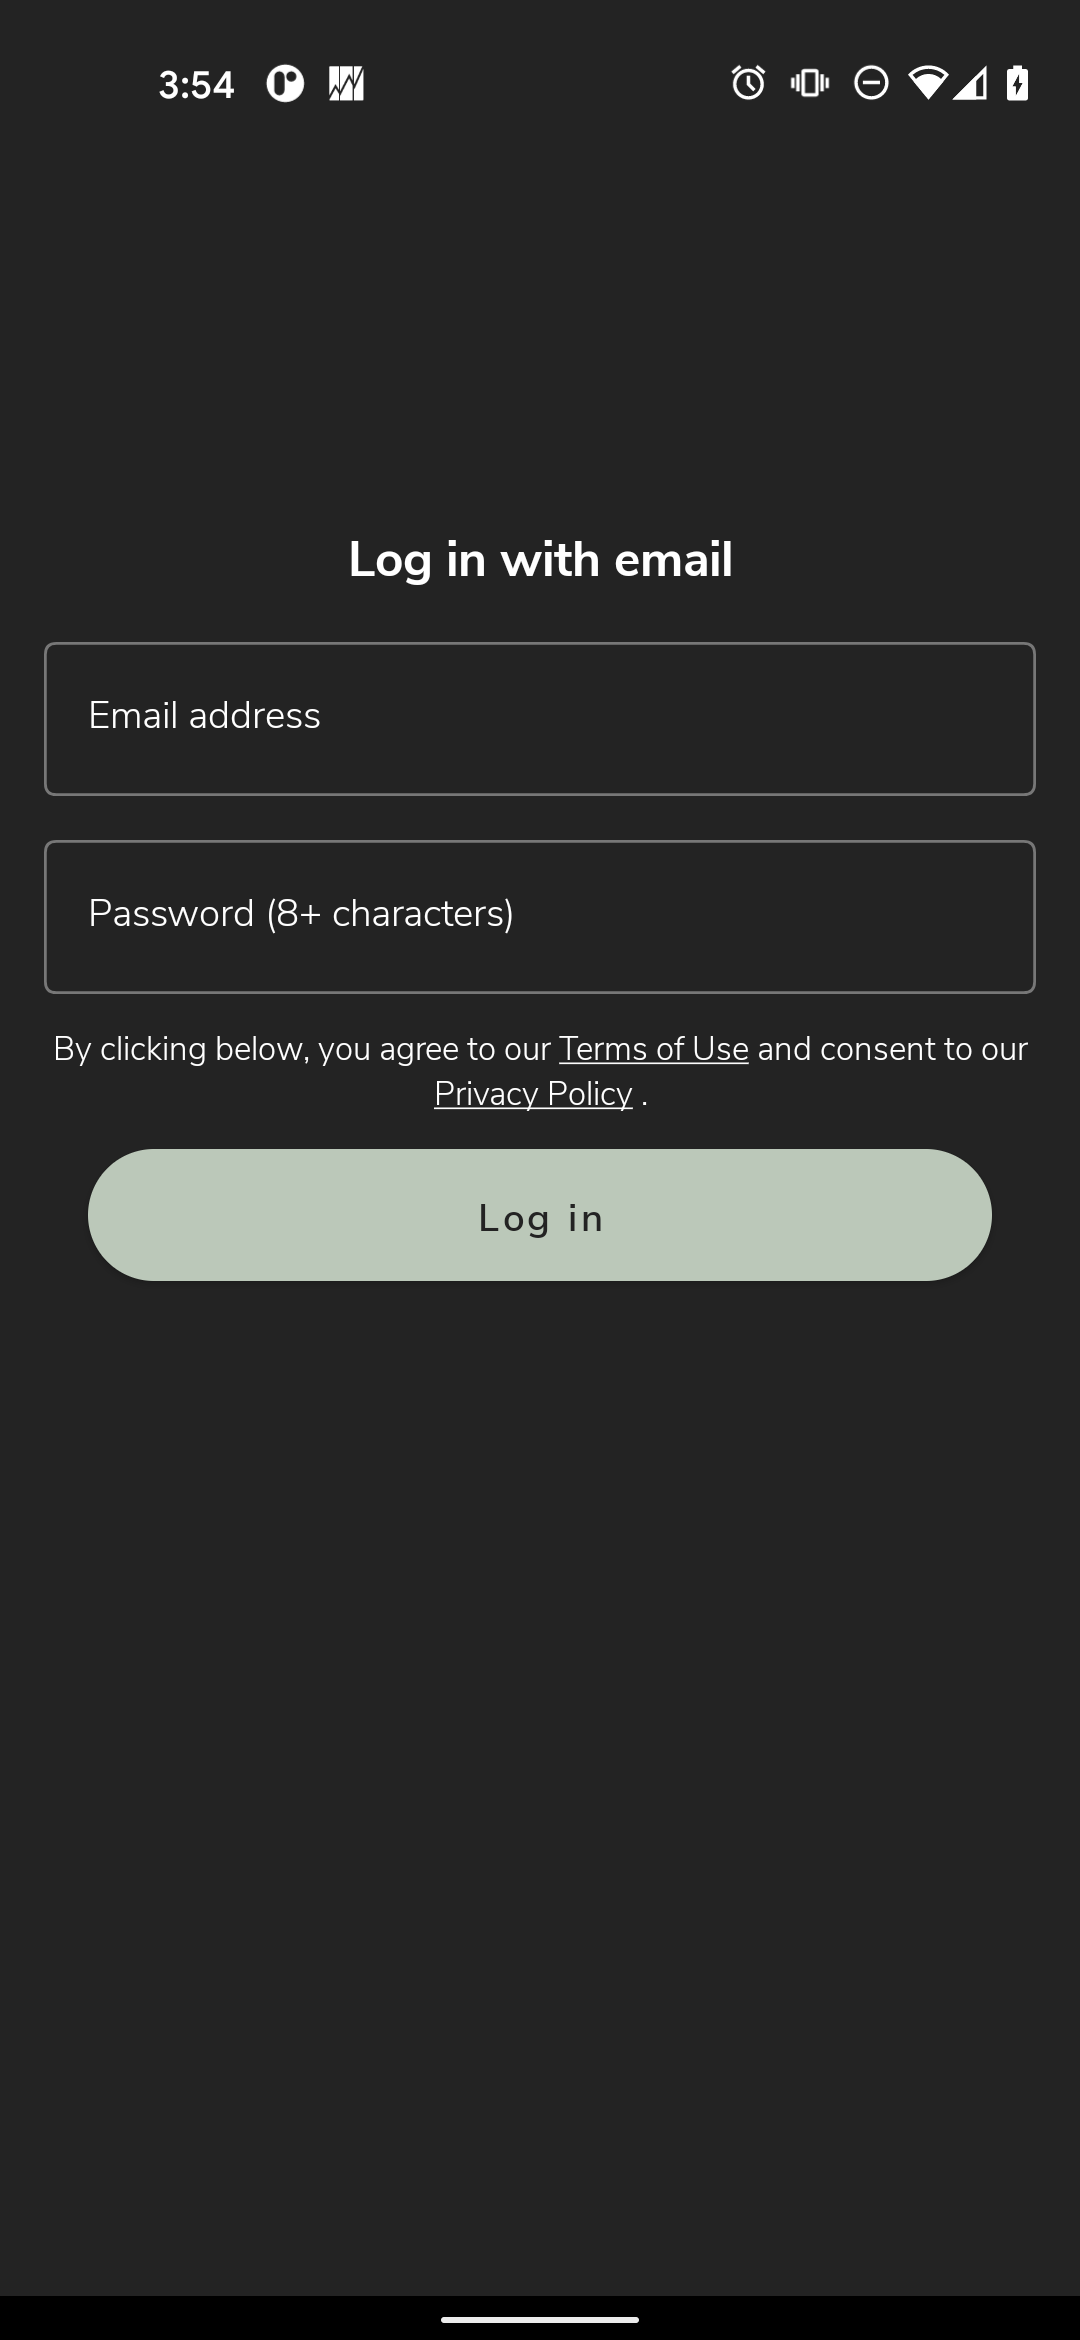 3:54
Log in with email
Email address
Password (8+ characters)
By clicking below, you agree to our Terms of Use and consent to our
Privacy Policy .
Log in